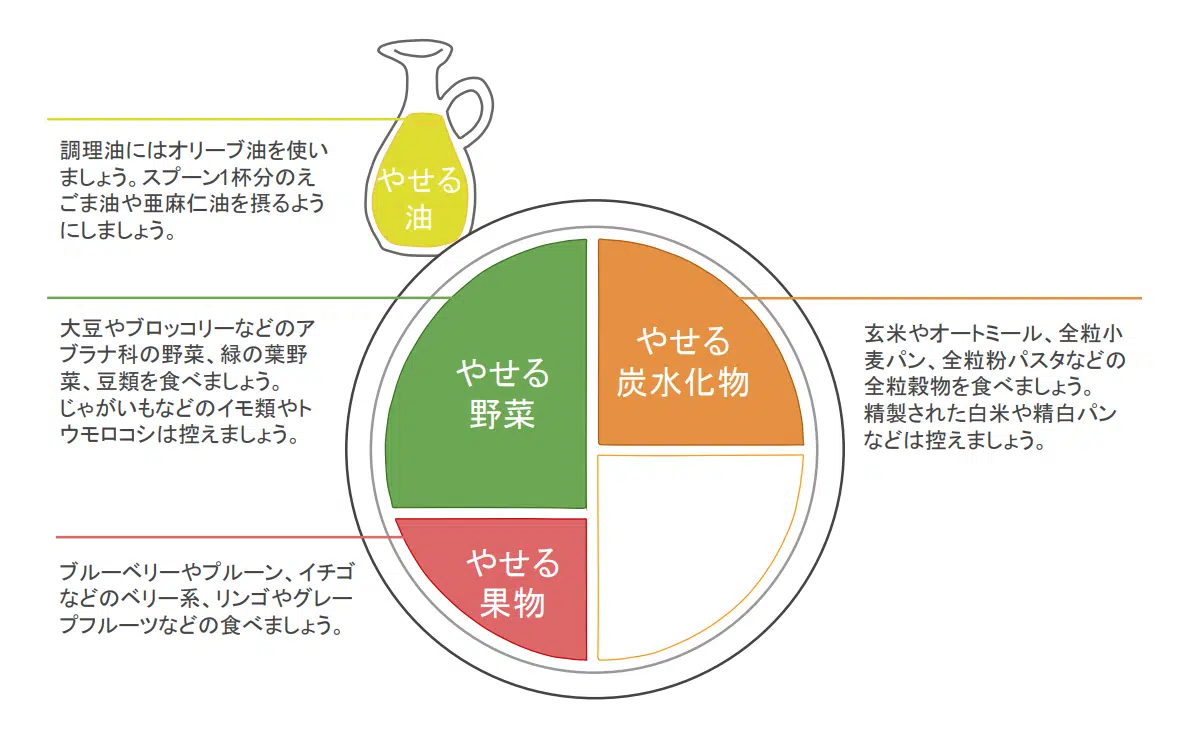 調理油にはオリーブ油を使い
ましょう。スプーン1杯分のえ
ごま油や亜麻仁油を摂るよう
にしましょう。
やせる
油
大豆やブロッコリーなどのア
ブラナ科の野菜、緑の葉野
菜、豆類を食べましょう。
じゃがいもなどのイモ類やト
ウモロコシは控えましょう。
やせる
野菜
やせる
炭水化物
玄米やオートミール、全粒小
麦パン、全粒粉パスタなどの
全粒穀物を食べましょう。
精製された白米や精白パン
などは控えましょう。
ブルーベリーやプルーン、イチゴ
などのベリー系、リンゴやグレー
プフルーツなどの食べましょう。
やせる
果物